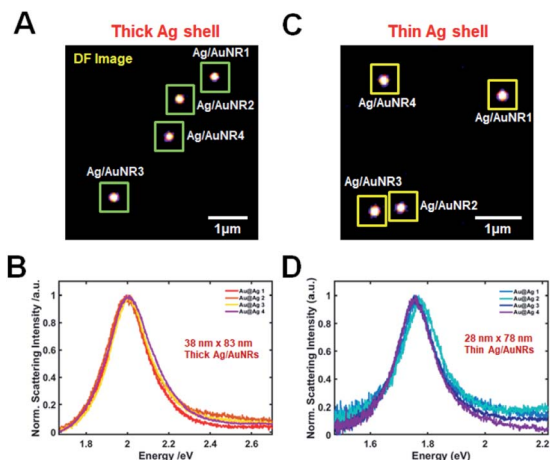 A
Thick Ag shell
DF Image
Ag/AuNR1
Ag/AuNR2
Ag/AuNR4
Ag/AuNR3
1μm
C
Thin Ag shell
Ag/AuNR4
Ag/AuNR1
Ag/AuNR3
Ag/AuNR2
1μm
B
Norm. Scattering Intensity /a.u.
1
0.8
0.6
0.4
0.2
0
Au@Ag 1
Au@Ag 2
Au@Ag 3
Au@Ag 4
38 nm x 83 nm
Thick Ag/AuNRs
1.8 2 2.2 2.4 2.6
Energy /eV
D
Norm. Scattering Intensity (a.u.)
1
0.8
0.6
0.4
0.2
Au@Ag 1
Au@Ag 2
Au@Ag 3
Au@Ag 4
28 nm x 78 nm
Thin Ag/AuNRs
1.6 1.8 2 2.2
Energy /eV